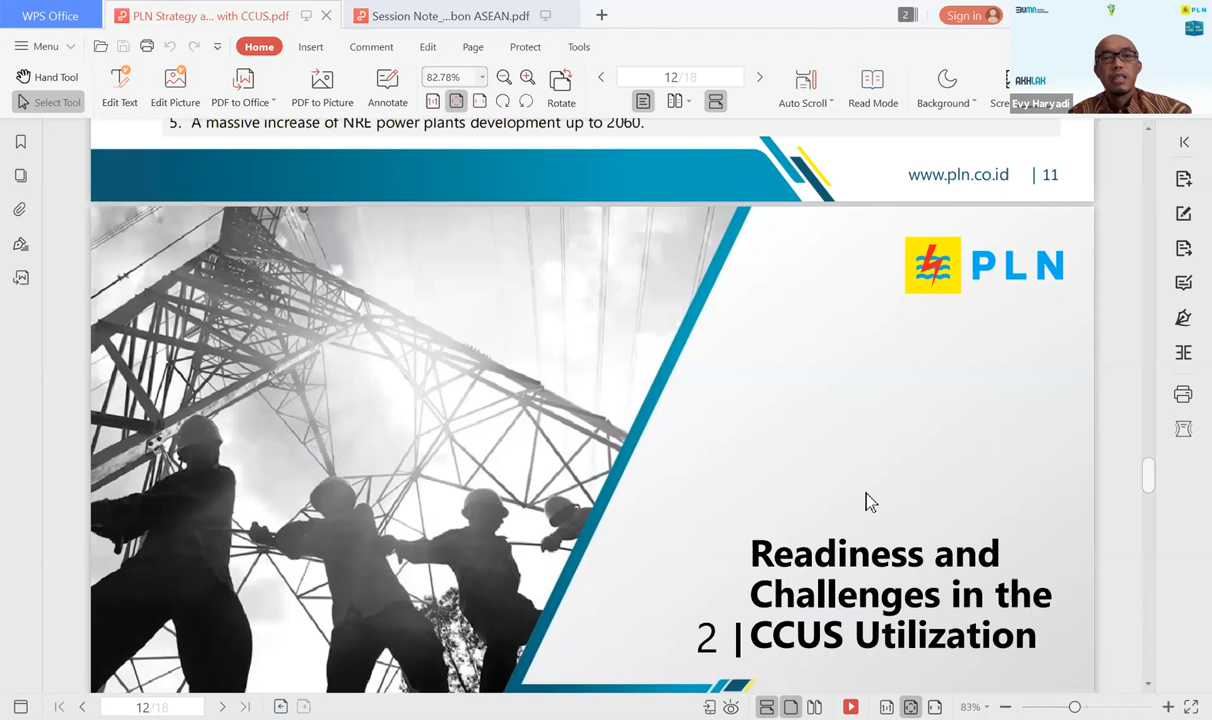 WPS Office
PLN Strategy a... with CCUS.pdf
Session Note_...bon ASEAN.pdf
2
Sign in
BUMN
PLN
Menu
Home
Insert
Comment
Edit
Page
Protect
Tools
AKHLAK
Evy Haryadi
Hand Tool
Select Tool
Edit Text
Edit Picture
PDF to Office
PDF to Picture
Annotate
82.78%
Rotate
12/18
Auto Scroll
Read Mode
Background
5. A massive increase of NRE power plants development up to 2060.
www.pln.co.id | 11
PLN
Readiness and
Challenges in the
2 | CCUS Utilization
12/18
83%